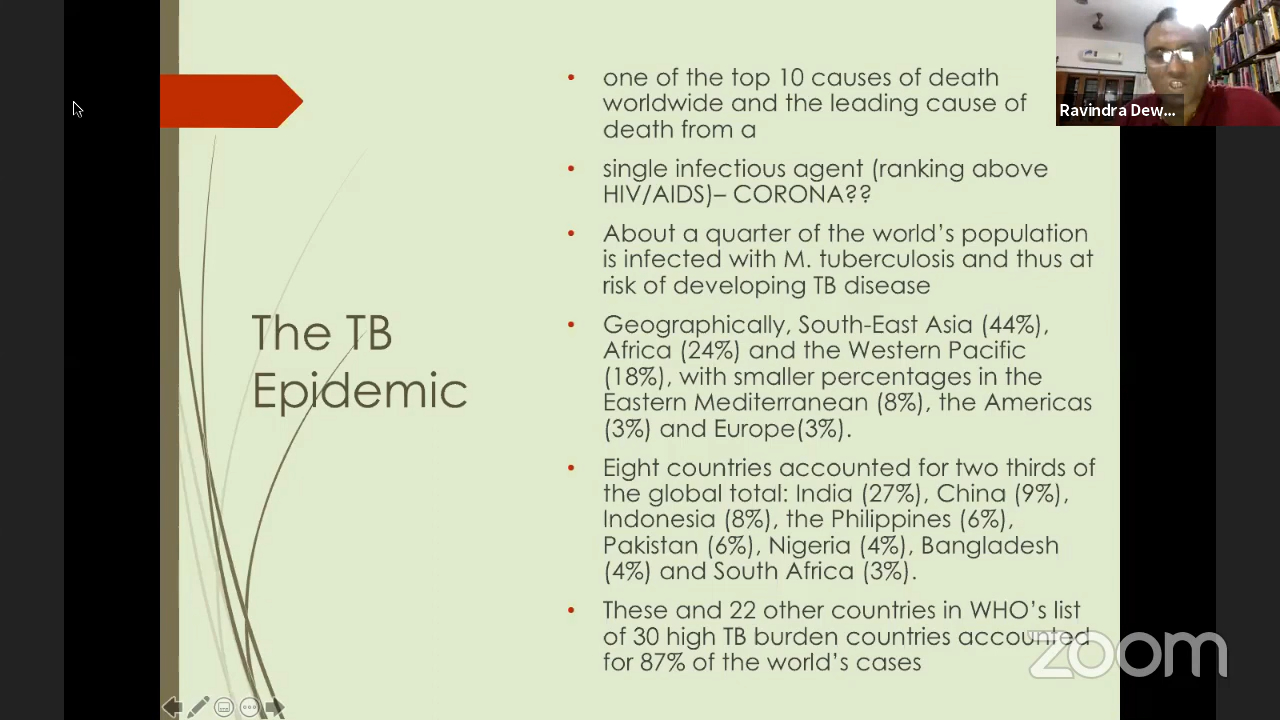 The TB
Epidemic
• one of the top 10 causes of death
worldwide and the leading cause of
death from a
• single infectious agent (ranking above
HIV/AIDS)– CORONA??
• About a quarter of the world’s population
is infected with M. tuberculosis and thus at
risk of developing TB disease
• Geographically, South-East Asia (44%),
Africa (24%) and the Western Pacific
(18%), with smaller percentages in the
Eastern Mediterranean (8%), the Americas
(3%) and Europe(3%).
• Eight countries accounted for two thirds of
the global total: India (27%), China (9%),
Indonesia (8%), the Philippines (6%),
Pakistan (6%), Nigeria (4%), Bangladesh
(4%) and South Africa (3%).
• These and 22 other countries in WHO’s list
of 30 high TB burden countries accounted
for 87% of the world’s cases
Ravindra Dew...
zoom